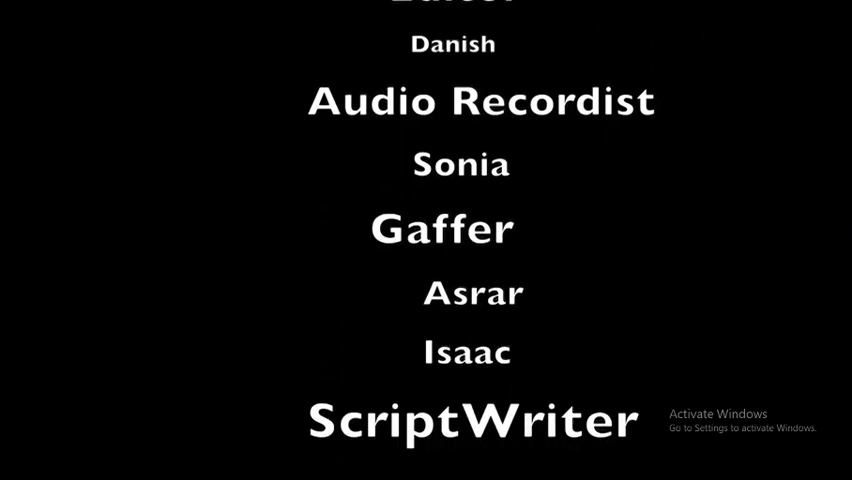 Danish
Audio Recordist
Sonia
Gaffer
Asrar
Isaac
ScriptWriter
Activate Windows
Go to Settings to activate Windows.